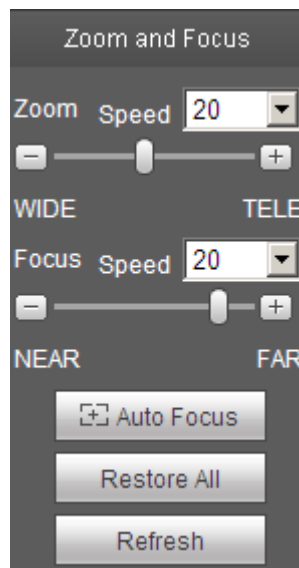 Zoom and Focus
Zoom Speed 20
WIDE TELE
Focus Speed 20
NEAR FAR
Auto Focus
Restore All
Refresh